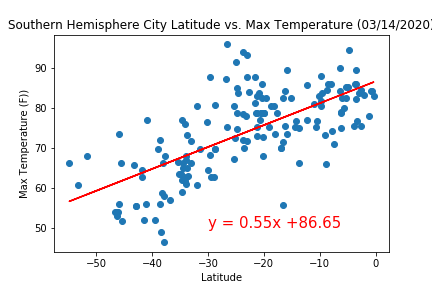 Southern Hemisphere City Latitude vs. Max Temperature (03/14/2020)
Max Temperature (F))
90
80
70
60
50
y = 0.55x +86.65
−50 −40 −30 −20 −10 0
Latitude